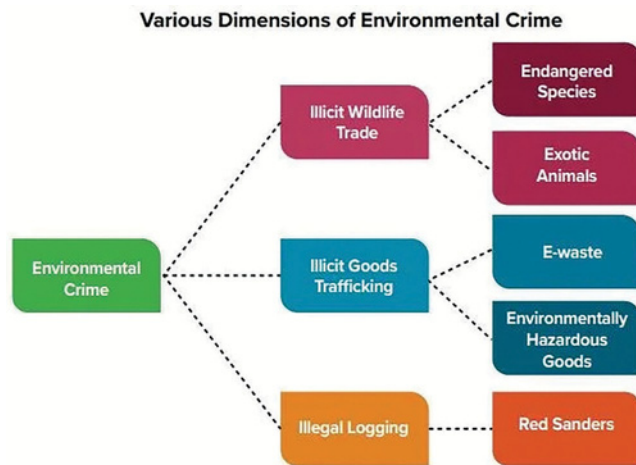 Various Dimensions of Environmental Crime
Endangered
Species
Illicit Wildlife
Trade
Exotic
Animals
Environmental
Crime
Illicit Goods
Trafficking
E-waste
Environmentally
Hazardous
Goods
Illegal Logging
Red Sanders